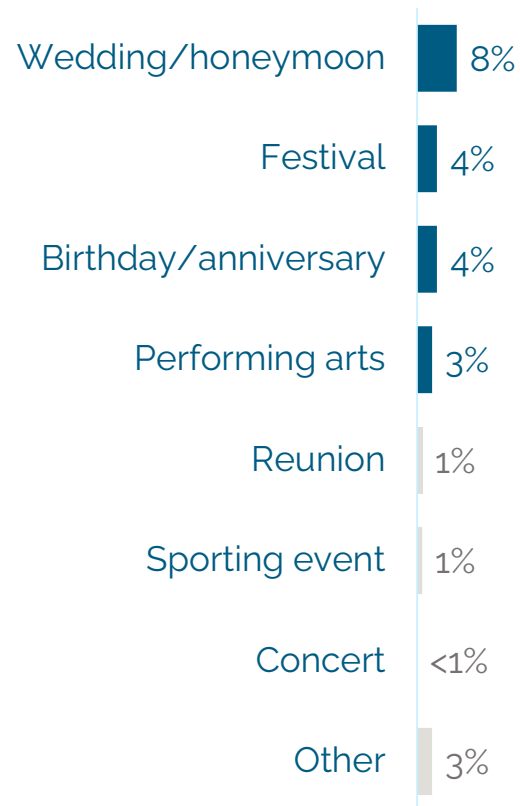 Wedding/honeymoon 8%
Festival 4%
Birthday/anniversary 4%
Performing arts 3%
Reunion 1%
Sporting event 1%
Concert <1%
Other 3%